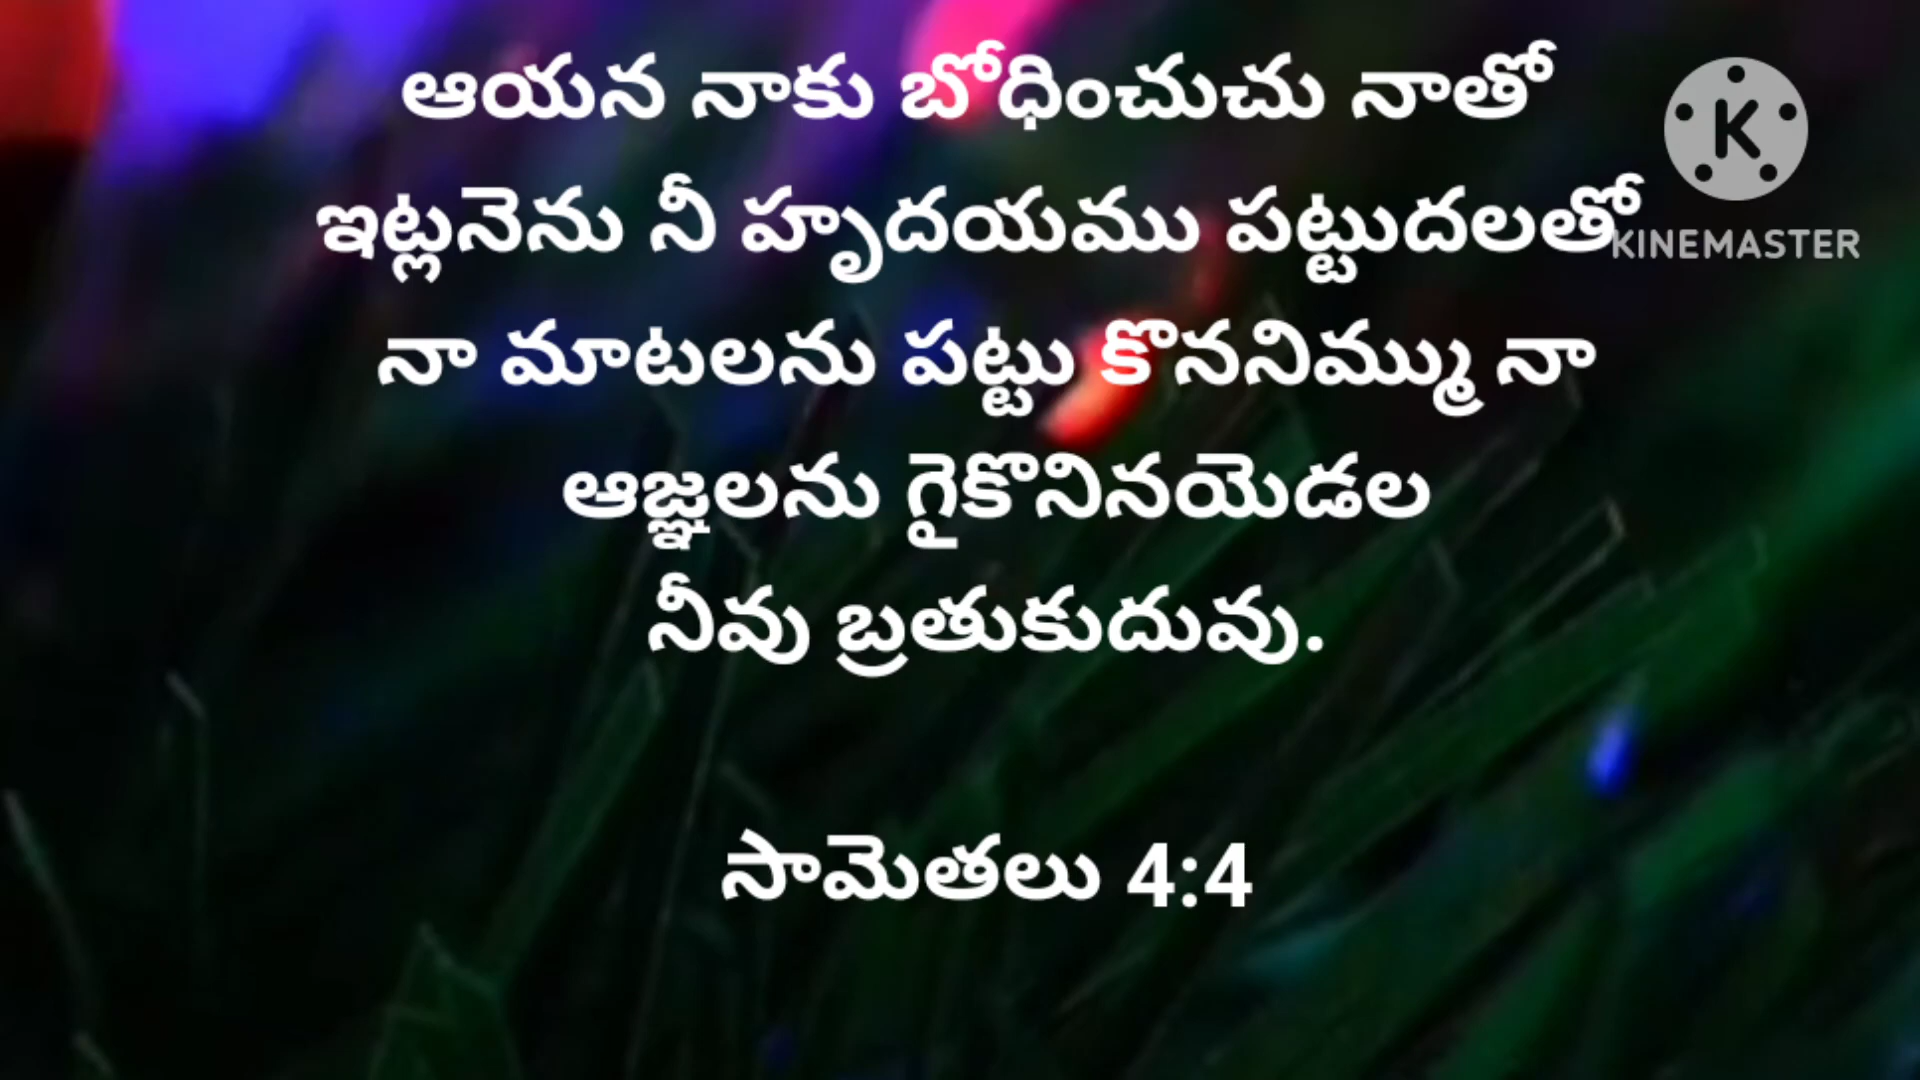 ఆయన నాకు బోధించుచు నాతో
ఇట్లనెను నీ హృదయము పట్టుదలతో
నా మాటలను పట్టు కొననిమ్ము నా
ఆజ్ఞలను గైకొనినయెడల
నీవు బ్రతుకుదువు.
సామెతలు 4:4
K
KINEMASTER